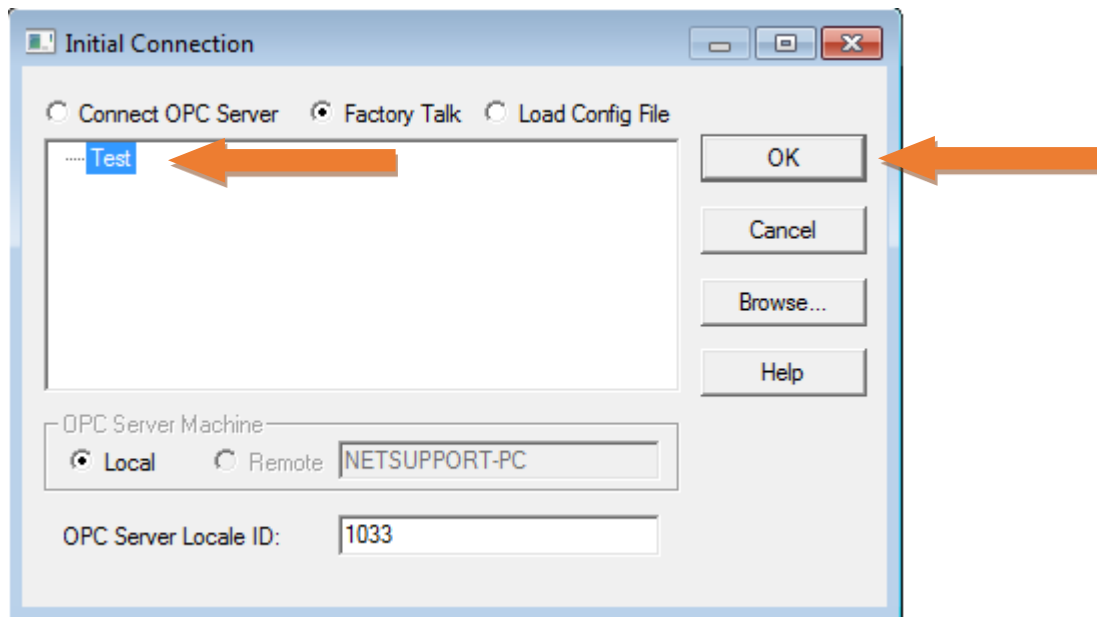 Initial Connection
Connect OPC Server Factory Talk Load Config File
Test
OK
Cancel
Browse...
Help
OPC Server Machine
Local Remote NETSUPPORT-PC
OPC Server Locale ID: 1033